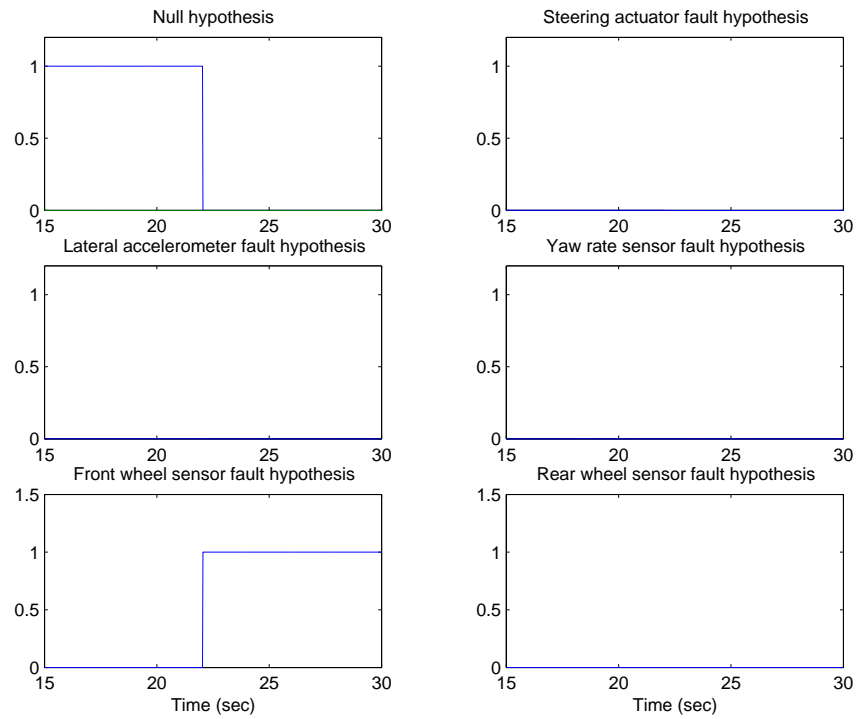 Null hypothesis
1
0.5
0
15 20 25 30
Steering actuator fault hypothesis
1
0.5
0
15 20 25 30
Lateral accelerometer fault hypothesis
1
0.5
0
15 20 25 30
Yaw rate sensor fault hypothesis
1
0.5
0
15 20 25 30
Front wheel sensor fault hypothesis
1.5
1
0.5
0
15 20 25 30
Time (sec)
Rear wheel sensor fault hypothesis
1.5
1
0.5
0
15 20 25 30
Time (sec)